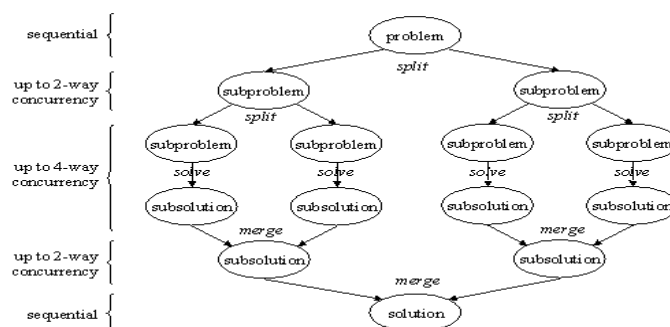 sequential
problem
split
up to 2-way
concurrency
subproblem subproblem
split split
up to 4-way
concurrency
subproblem subproblem subproblem subproblem
solve solve solve solve
subsolution subsolution subsolution subsolution
merge merge
up to 2-way
concurrency
subsolution subsolution
merge
sequential
solution